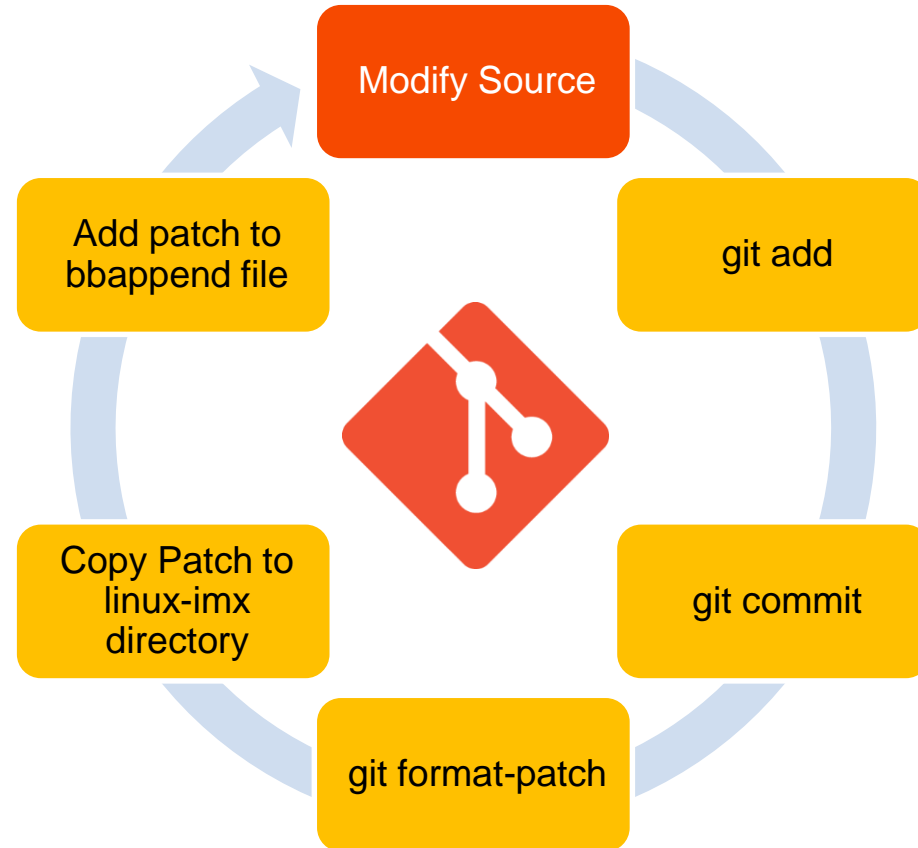 Modify Source
git add
git commit
git format-patch
Copy Patch to
linux-imx
directory
Add patch to
bbappend file